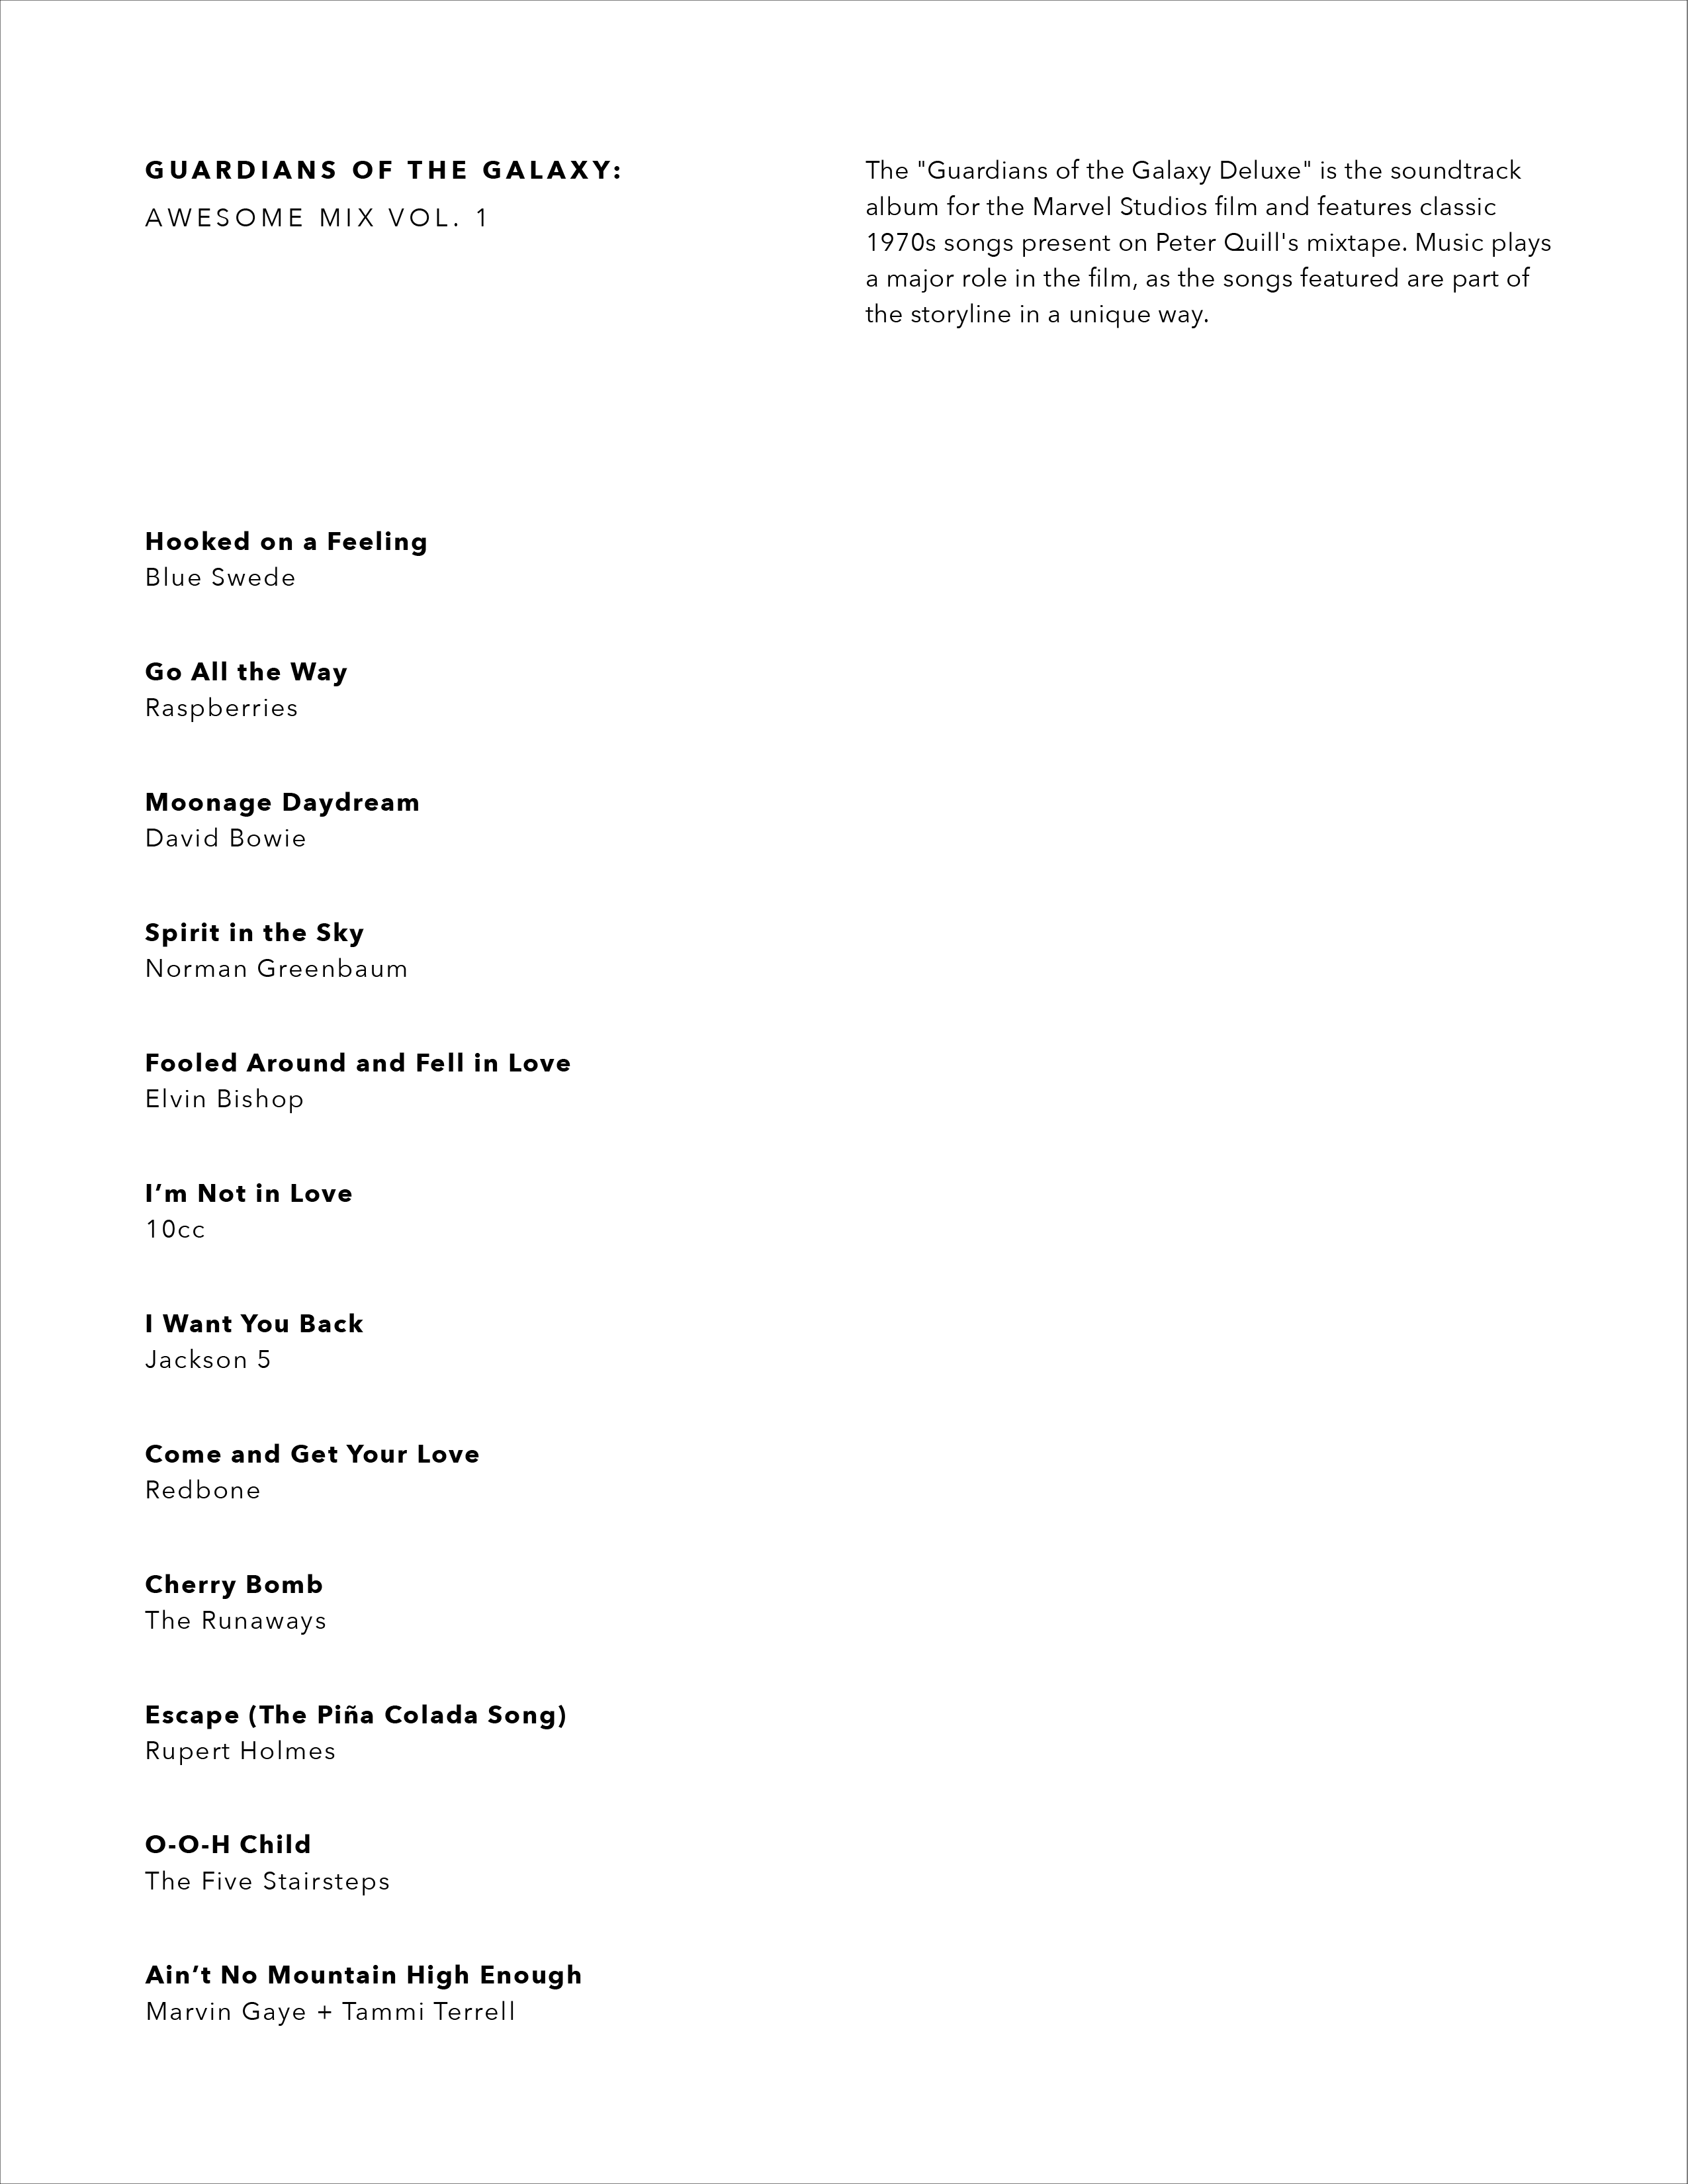 GUARDIANS OF THE GALAXY:
AWESOME MIX VOL. 1
The "Guardians of the Galaxy Deluxe" is the soundtrack
album for the Marvel Studios film and features classic
1970s songs present on Peter Quill's mixtape. Music plays
a major role in the film, as the songs featured are part of
the storyline in a unique way.
Hooked on a Feeling
Blue Swede
Go All the Way
Raspberries
Moonage Daydream
David Bowie
Spirit in the Sky
Norman Greenbaum
Fooled Around and Fell in Love
Elvin Bishop
I’m Not in Love
10cc
I Want You Back
Jackson 5
Come and Get Your Love
Redbone
Cherry Bomb
The Runaways
Escape (The Piña Colada Song)
Rupert Holmes
O-O-H Child
The Five Stairsteps
Ain’t No Mountain High Enough
Marvin Gaye + Tammi Terrell